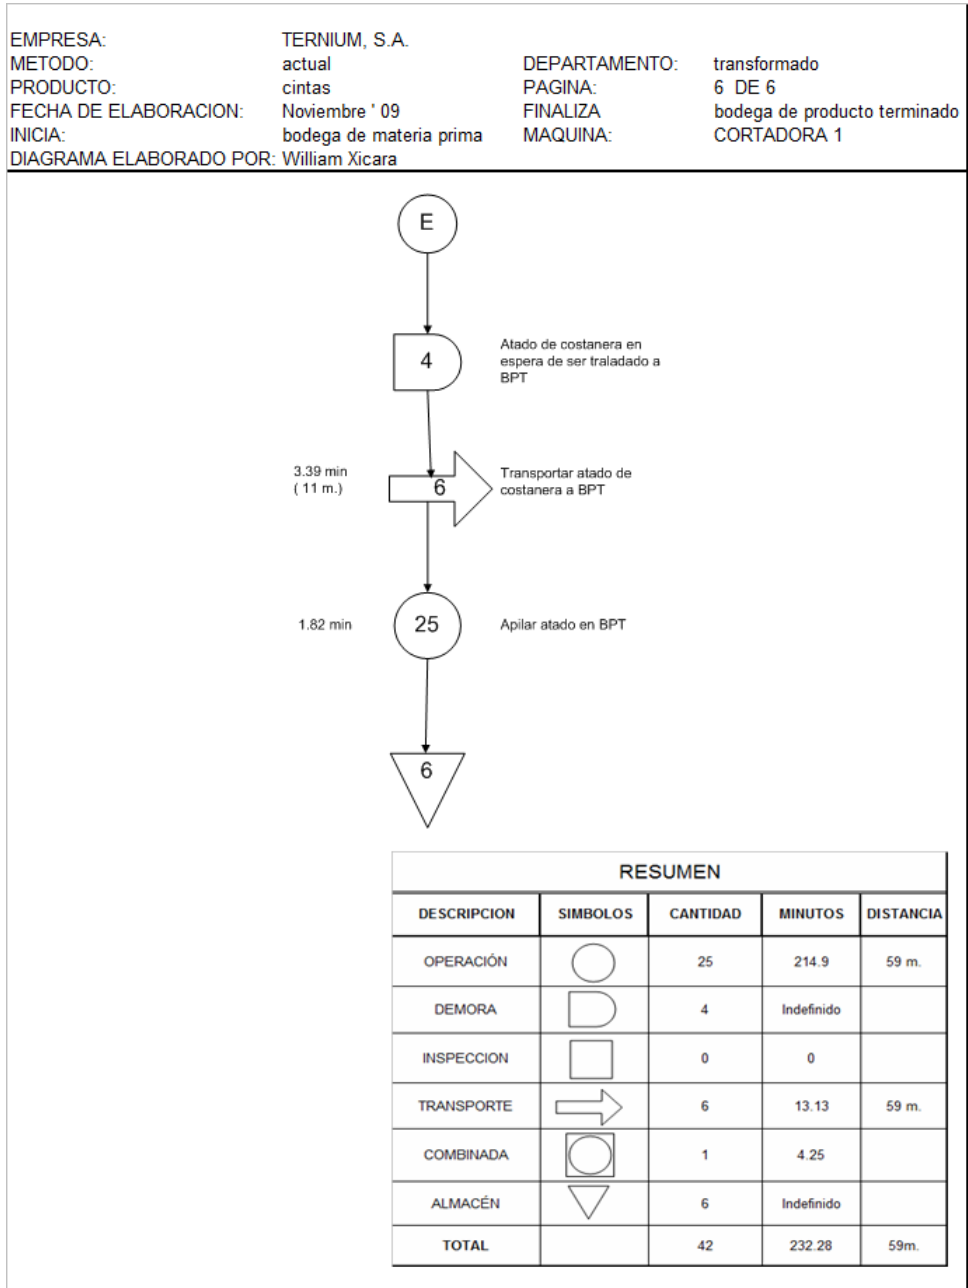 EMPRESA: TERNIUM, S.A.
METODO: actual DEPARTAMENTO: transformado
PRODUCTO: cintas PAGINA: 6 DE 6
FECHA DE ELABORACION: Noviembre ' 09 FINALIZA bodega de producto terminado
INICIA: bodega de materia prima MAQUINA: CORTADORA 1
DIAGRAMA ELABORADO POR: William Xicara
E
4
Atado de costanera en
espera de ser traladado a
BPT
3.39 min
( 11 m.)
6
Transportar atado de
costanera a BPT
1.82 min
25
Apilar atado en BPT
6
RESUMEN
DESCRIPCION SIMBOLOS CANTIDAD MINUTOS DISTANCIA
OPERACIÓN 25 214.9 59 m.
DEMORA 4 Indefinido
INSPECCION 0 0
TRANSPORTE 6 13.13 59 m.
COMBINADA 1 4.25
ALMACÉN 6 Indefinido
TOTAL 42 232.28 59m.